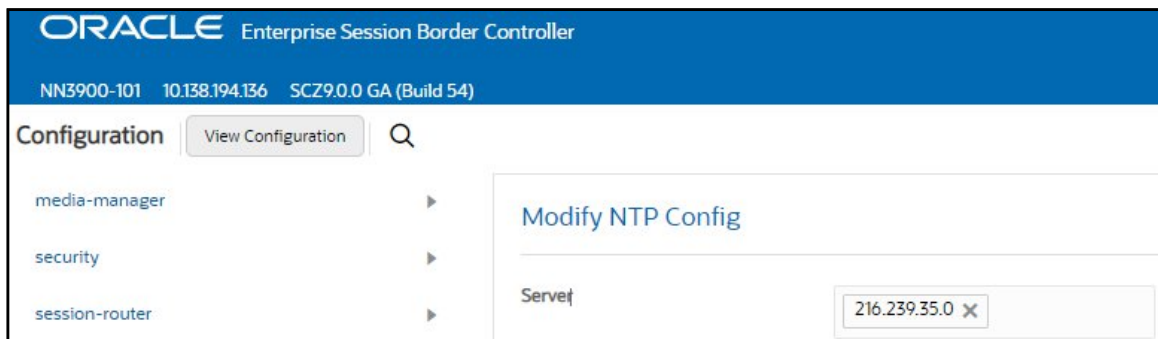 ORACLE Enterprise Session Border Controller
NN3900-101 10.138.194.136 SCZ9.0.0 GA (Build 54)
Configuration View Configuration
media-manager
security
session-router
Modify NTP Config
Server 216.239.35.0